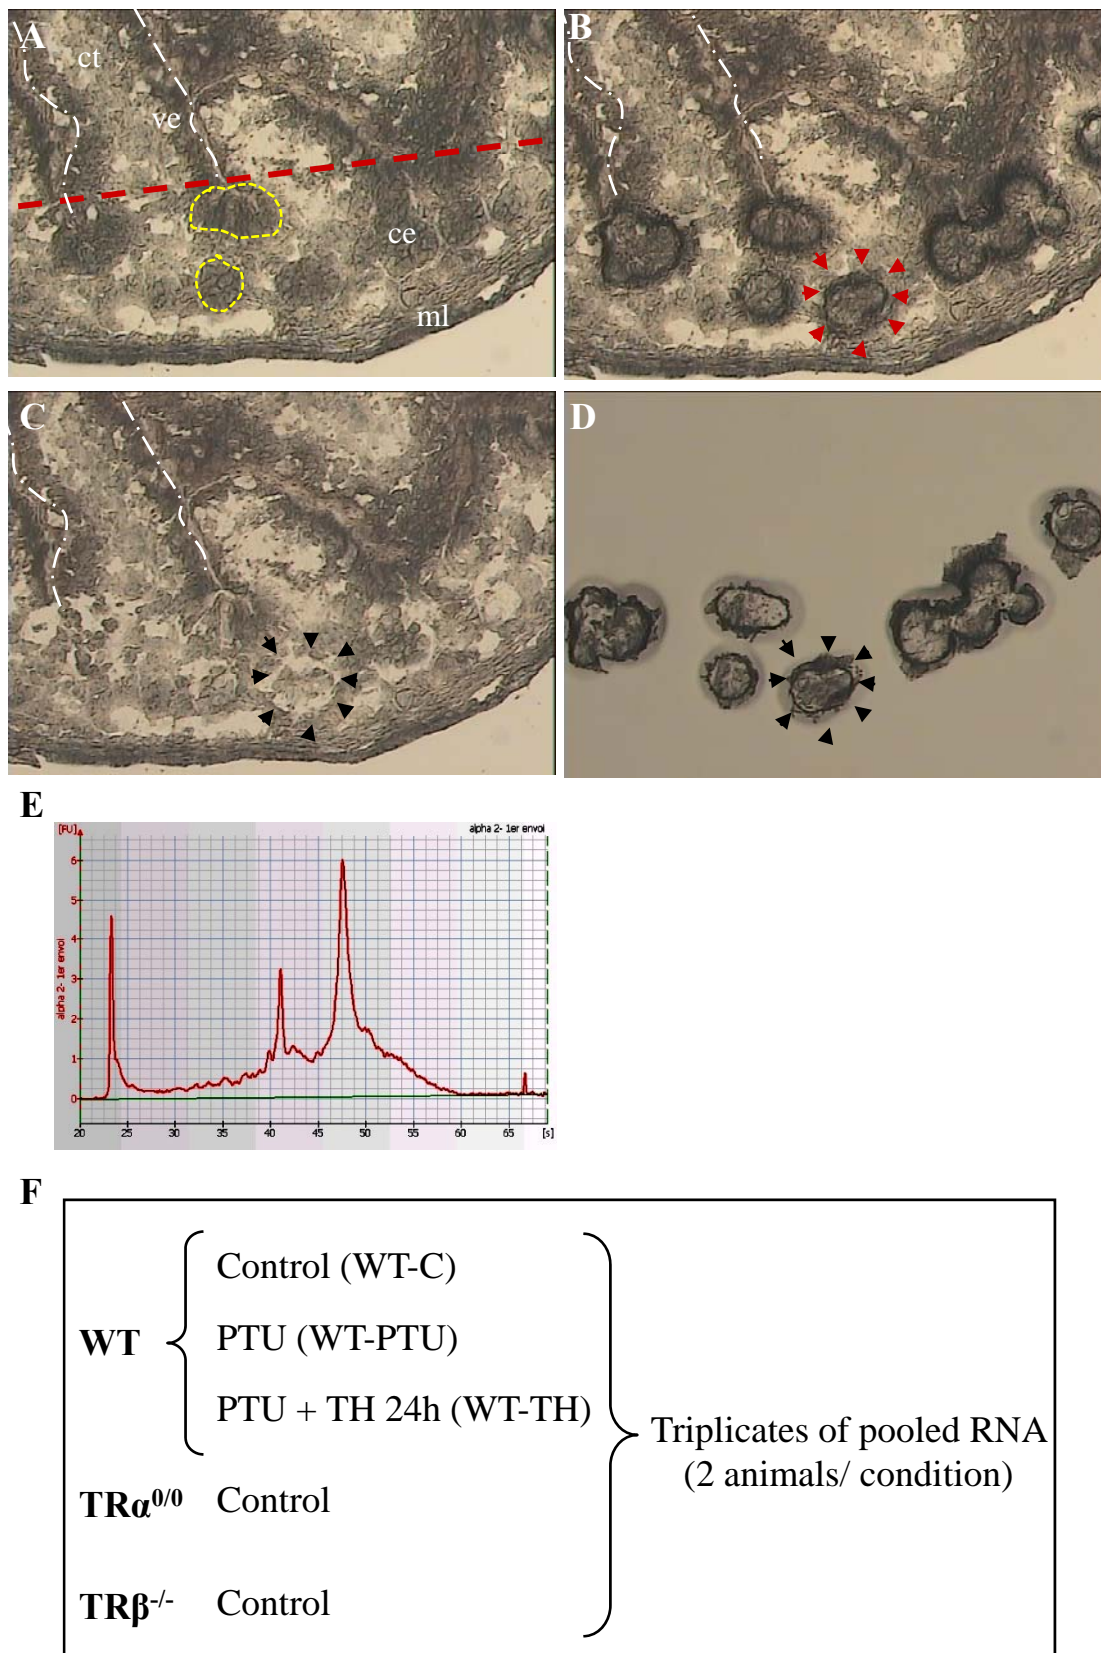 A
ct
ve
ce
ml
B
C
D
E
[FU]
alpha 2- 1er envoi
alpha 2- 1er envoi
6
5
4
3
2
1
0
20 25 30 35 40 45 50 55 60 65 [s]
F
WT
Control (WT-C)
PTU (WT-PTU)
PTU + TH 24h (WT-TH)
TRα0/0 Control
TRβ-/- Control
Triplicates of pooled RNA
(2 animals/ condition)